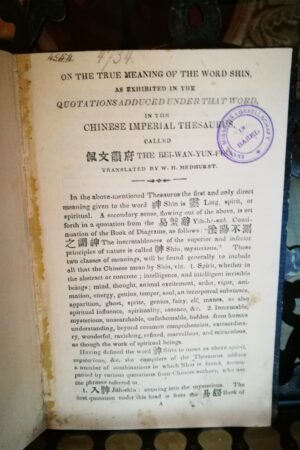 4734.
ON THE TRUE MEANING OF THE WORD SHIN,
AS EXHIBITED IN THE
QUOTATIONS ADDUCED UNDER THAT WORD,
IN THE
CHINESE IMPERIAL THESAURUS
CALLED
佩文韻府 THE PEI-WAN-YUN-FOO
TRANSLATED BY W. H. MEDHURST.
IN
BASEL
In the above-mentioned Thesaurus the first and only direct
meaning given to the word 神 Shin is 靈 Ling, spirit, or
spiritual. A secondary sense, flowing out of the above, is set
forth in a quotation from the 易繫辭
of the Book of Diagrams, as follows: 陰陽不測
之謂神 The inscrutableness of the superior and inferior
principles of nature is called 神 Shin mysterious." These
two classes of meanings, will be found generally to include
all that the Chinese mean by Shin, viz. 1. Spirit, whether in
the abstract or concrete; intelligence, and intelligent invisible
beings; mind, thought, animal excitement, ardor, vigor, ani-
mation, energy, genius, temper, soul, an incorporeal substance,
apparition, ghost, sprite, genius, fairy, elf, manes, as also
spiritual influence, spirituality, essence, &c. 2. Inscrutable,
mysterious, unsearchable, unfathomable, hidden from human
understanding, beyond common comprehension, extraordina-
ry, wonderful, ravishing, refined, marvellous, and miraculous,
as though the work of spiritual beings.
Having defined the word 神 Shin to mean as above spirit,
mysterious, &c. the compilers of the Thesaurus adduce
a number of combinations in which Shin is found, accom-
panied by various quotations from Chinese authors, who use
the phrases referred to.
1. 入神 Jüh-shin: entering into the mysterious. The
first quotation under this head is from the 易經 Book of
A